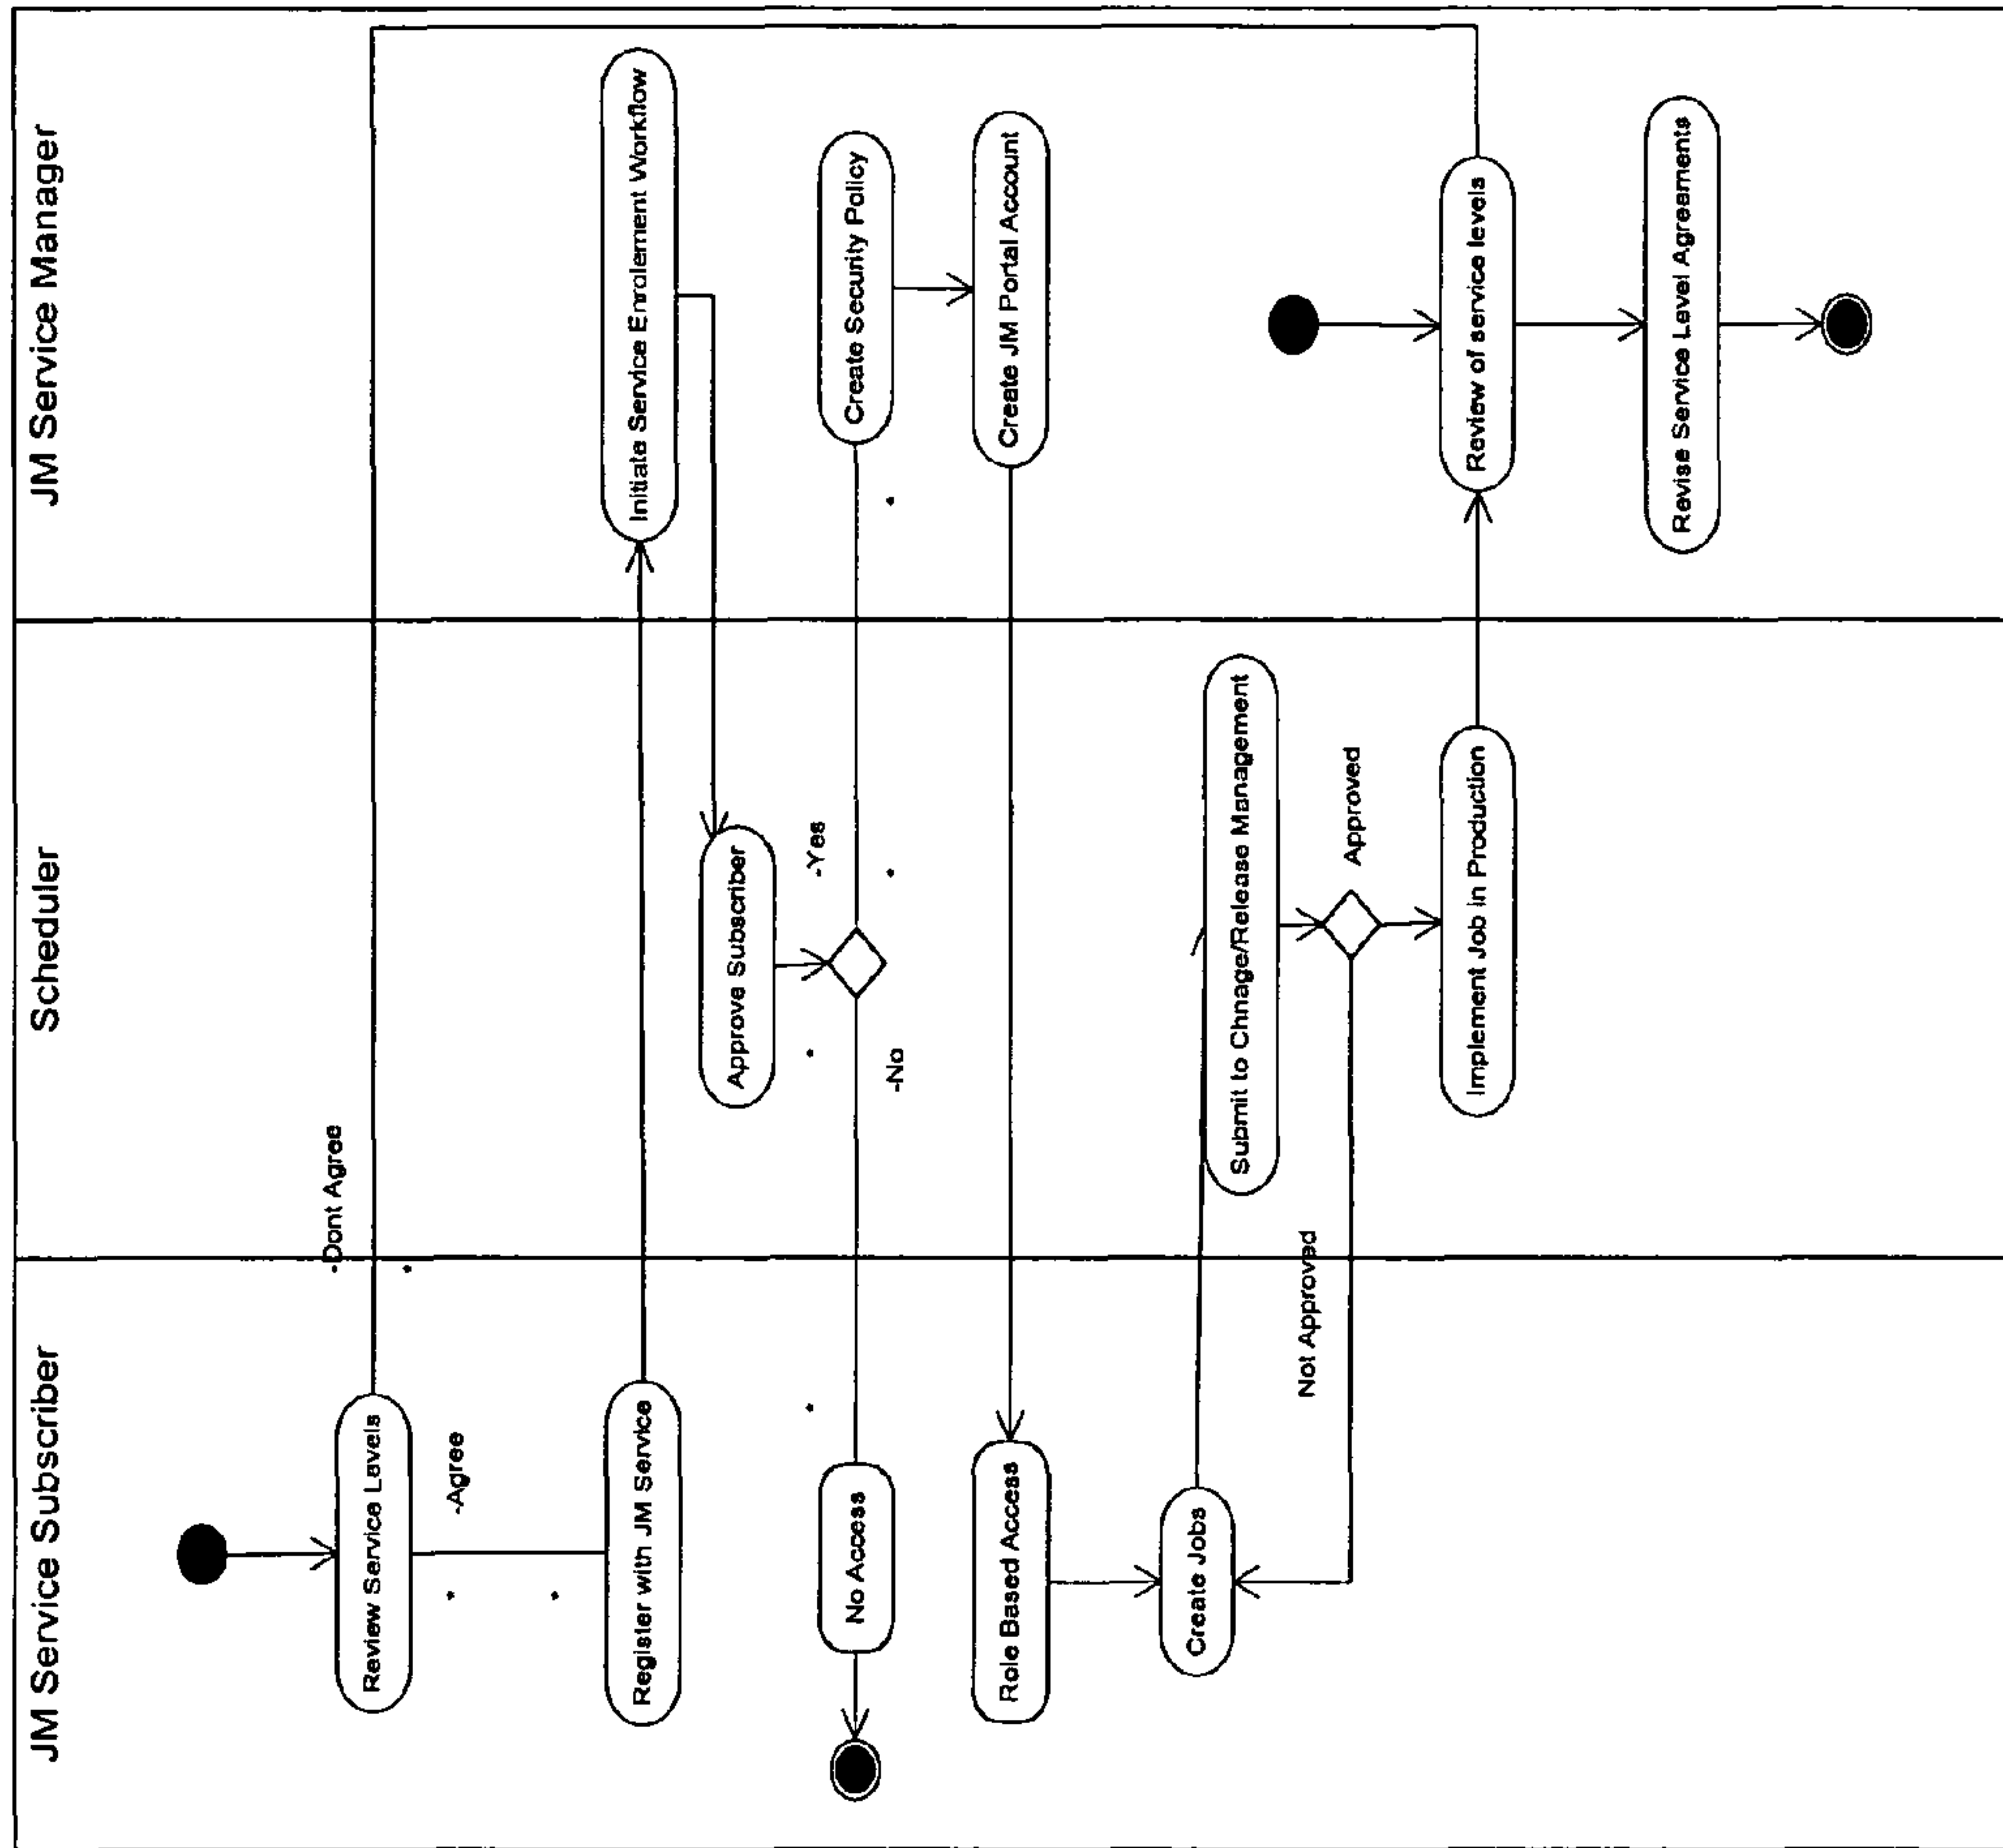 JM Service Subscriber
Scheduler
JM Service Manager
-Dont Agree
Review Service Levels
-Agree
Register with JM Service
Initiate Service Enrolement Workflow
Approve Subscriber
-Yes
-No
No Access
Create Security Policy
Create JM Portal Account
Role Based Access
Create Jobs
Submit to Chnage/Release Management
Not Approved
Approved
Implement Job in Production
Review of service levels
Revise Service Level Agreements